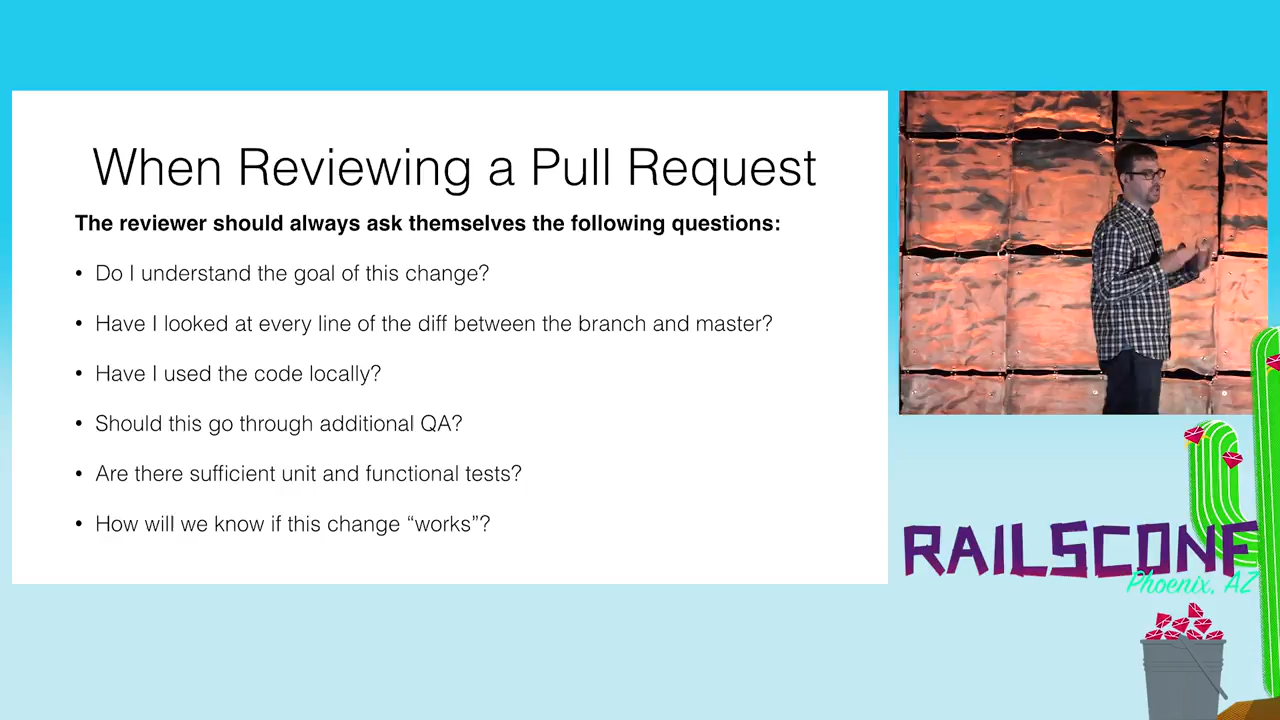 When Reviewing a Pull Request
The reviewer should always ask themselves the following questions:
• Do I understand the goal of this change?
• Have I looked at every line of the diff between the branch and master?
• Have I used the code locally?
• Should this go through additional QA?
• Are there sufficient unit and functional tests?
• How will we know if this change “works”?
RAILSCONF
Phoenix, AZ